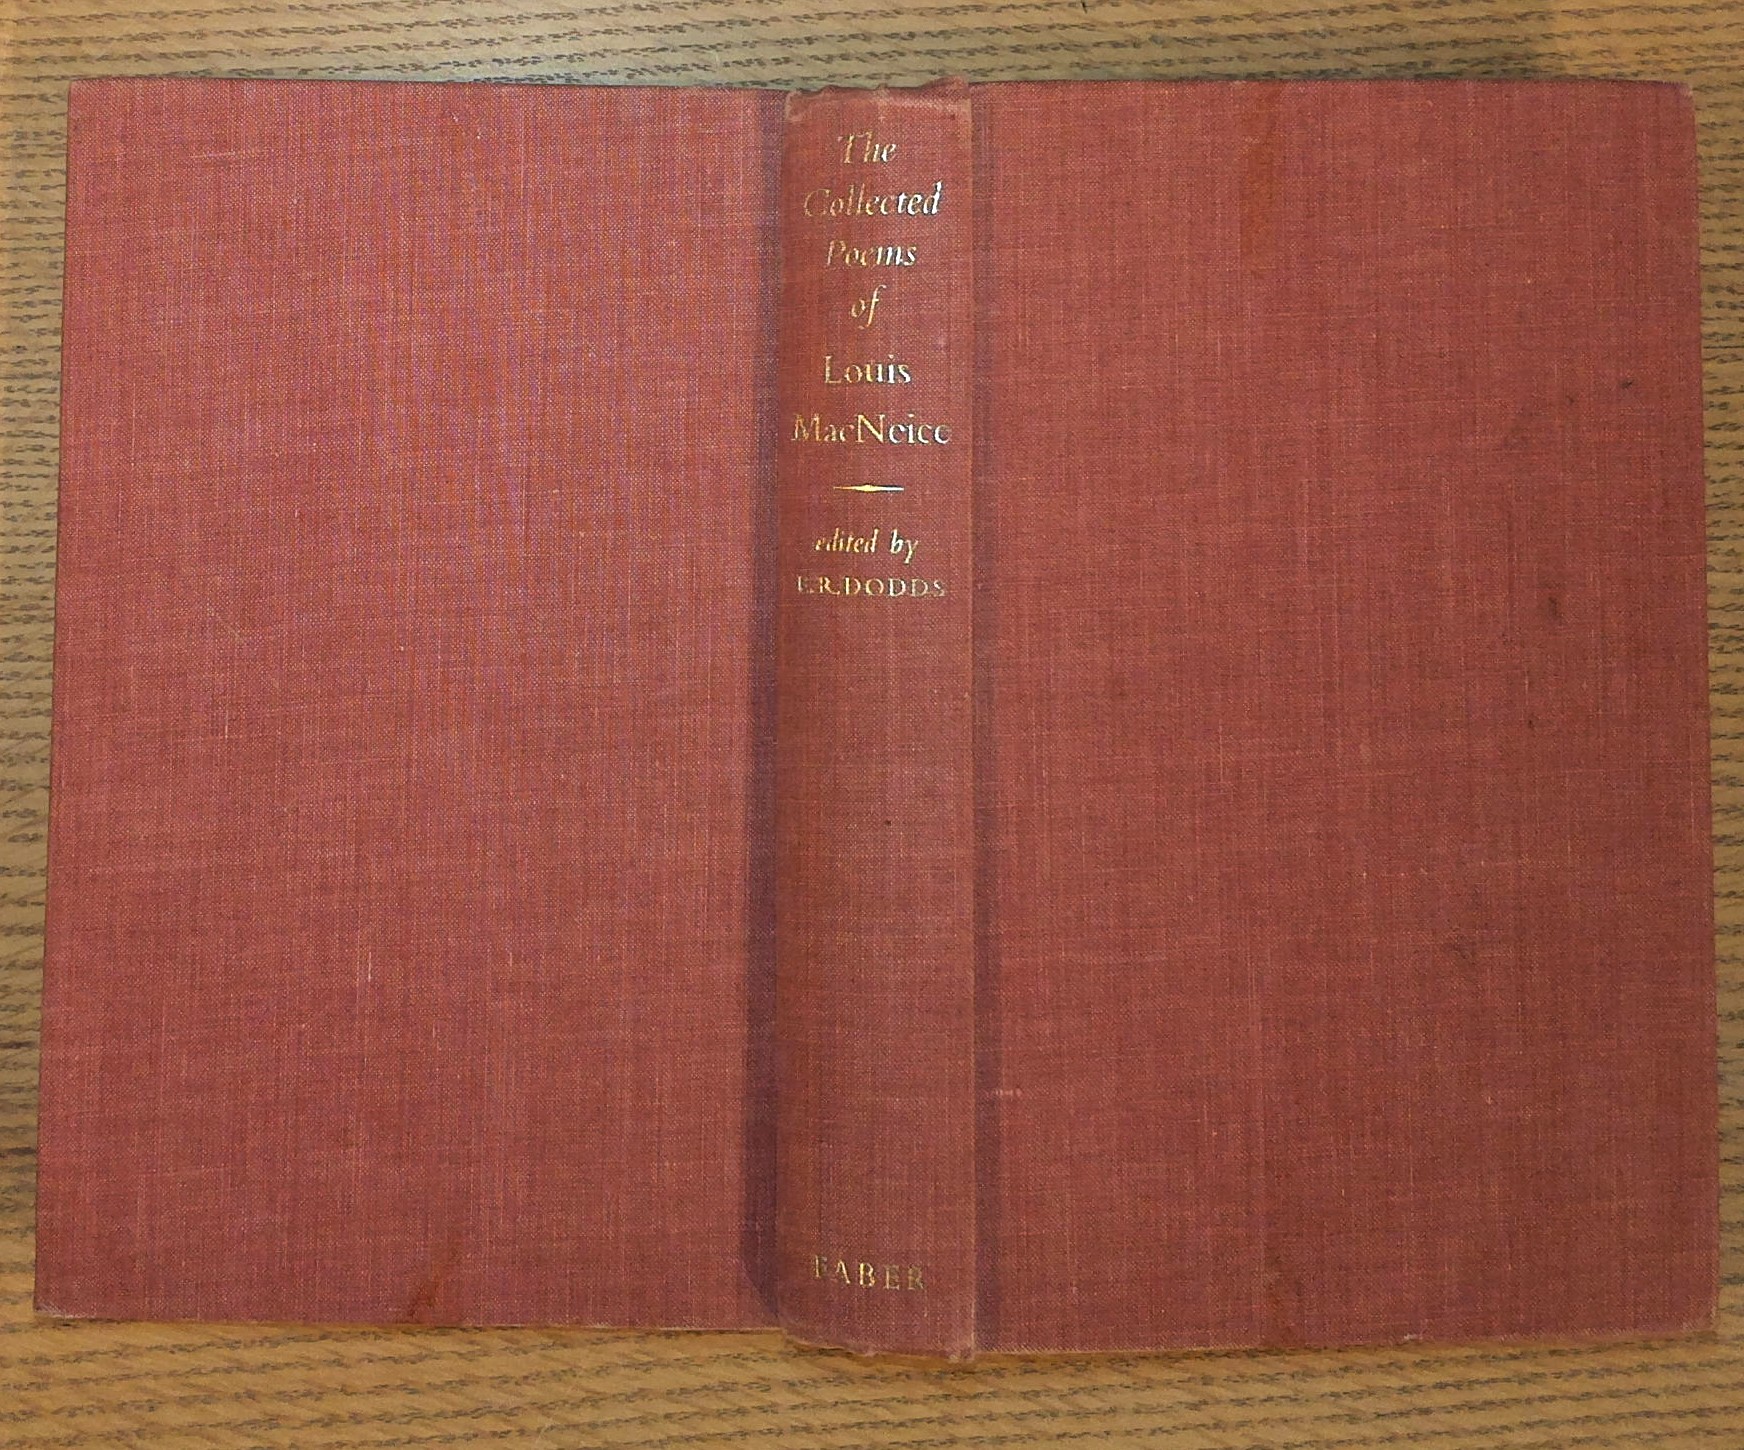 The
Collected
Poems
of
Louis
MacNeice
edited by
E.R.DODDS
FABER